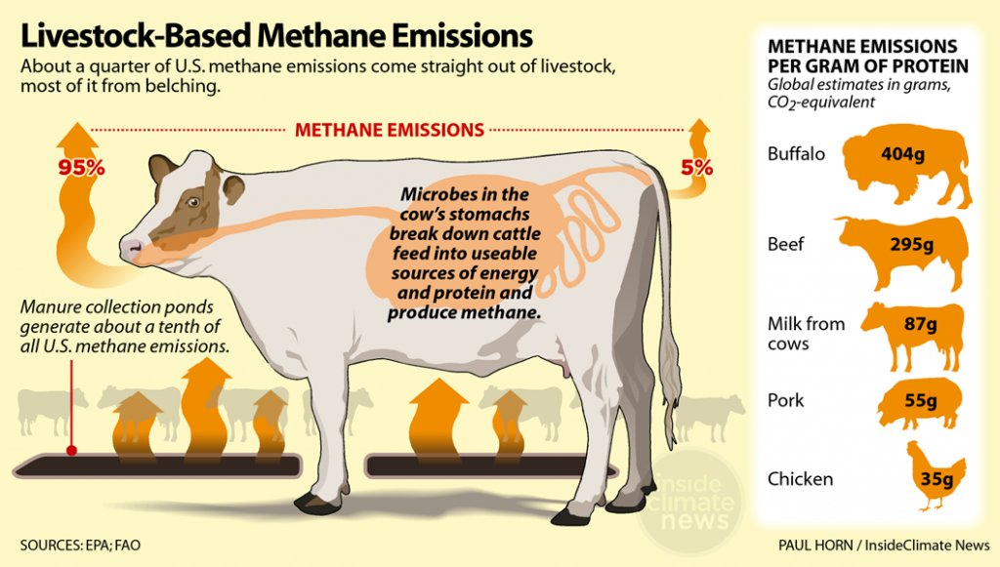 Livestock-Based Methane Emissions
About a quarter of U.S. methane emissions come straight out of livestock,
most of it from belching.
METHANE EMISSIONS
95%
5%
Microbes in the
cow's stomachs
break down cattle
feed into useable
sources of energy
and protein and
produce methane.
Manure collection ponds
generate about a tenth of
all U.S. methane emissions.
METHANE EMISSIONS
PER GRAM OF PROTEIN
Global estimates in grams,
CO2-equivalent
Buffalo
404g
Beef
295g
Milk from
cows
87g
Pork
55g
Chicken
35g
inside
climate
news
SOURCES: EPA; FAO
PAUL HORN / InsideClimate News